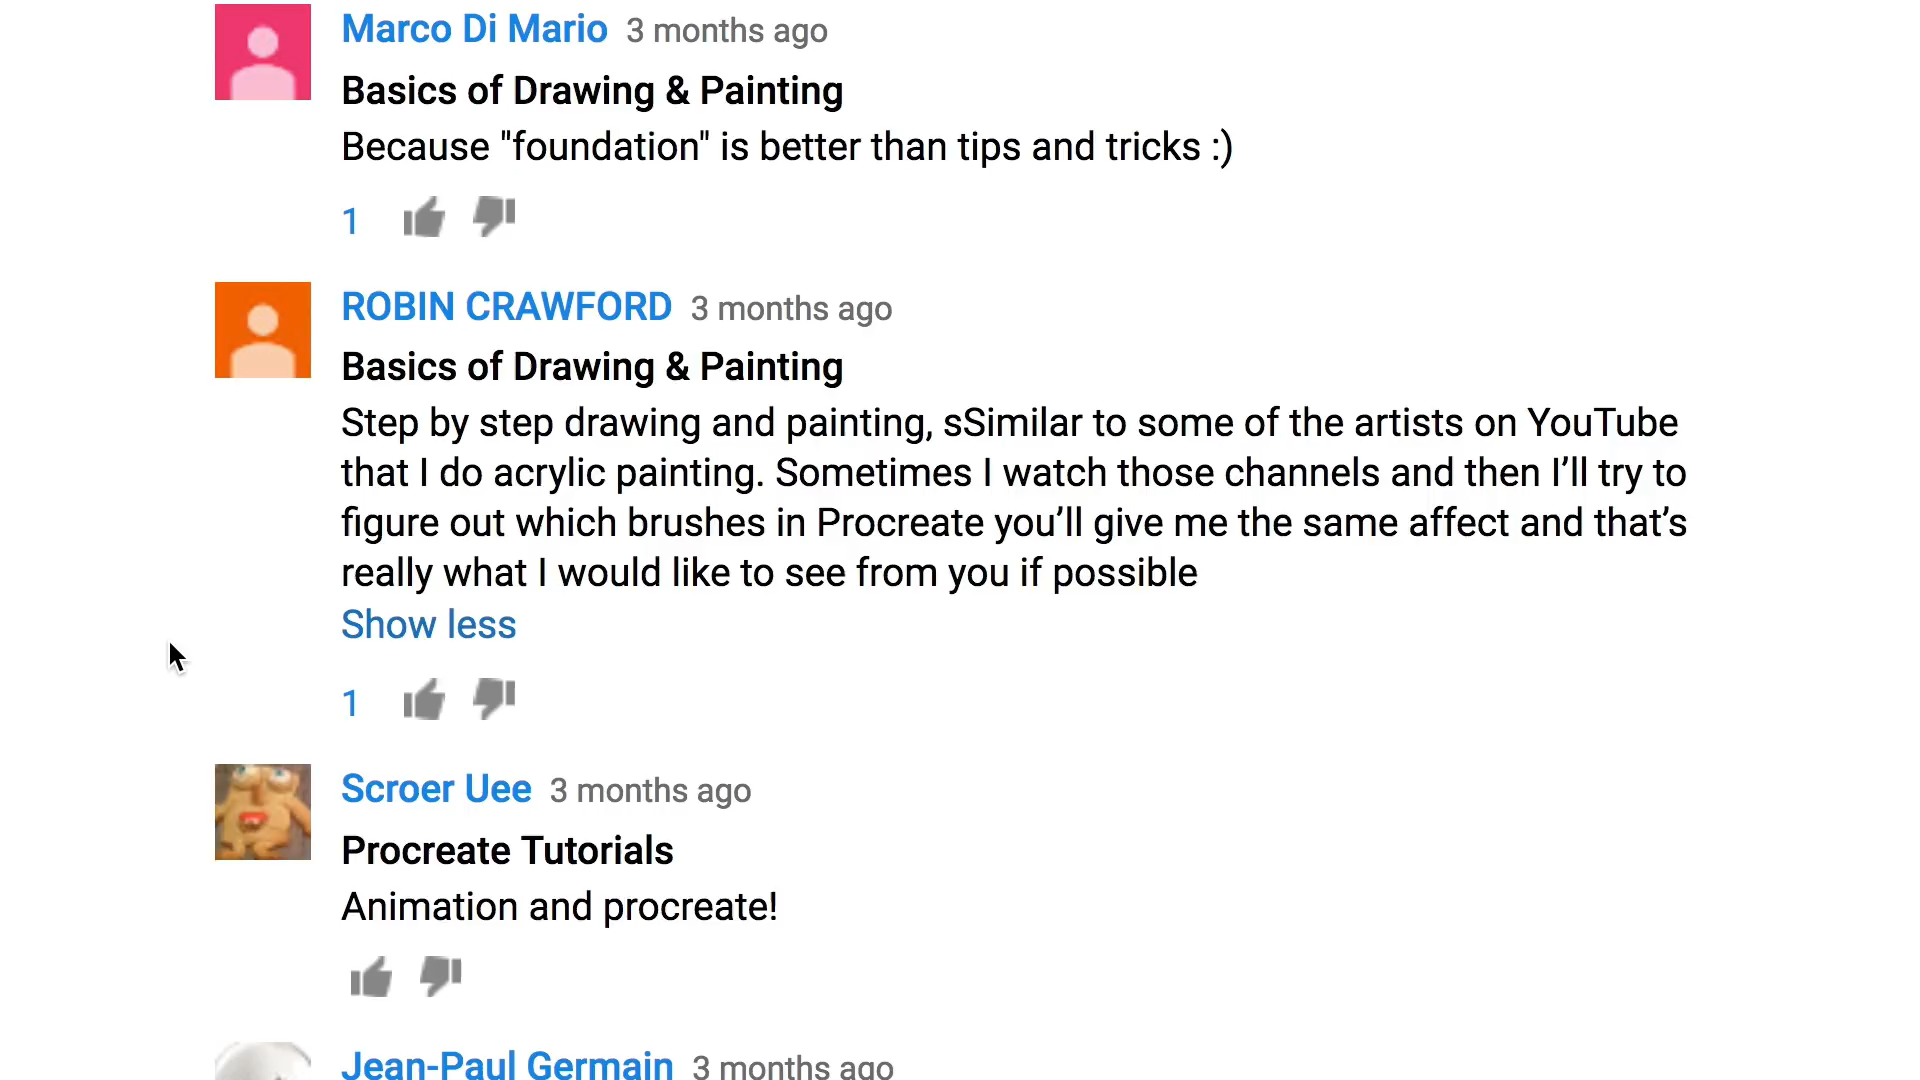 Marco Di Mario 3 months ago
Basics of Drawing & Painting
Because "foundation" is better than tips and tricks :)
1
ROBIN CRAWFORD 3 months ago
Basics of Drawing & Painting
Step by step drawing and painting, sSimilar to some of the artists on YouTube
that I do acrylic painting. Sometimes I watch those channels and then I’ll try to
figure out which brushes in Procreate you’ll give me the same affect and that’s
really what I would like to see from you if possible
Show less
1
Scroer Uee 3 months ago
Procreate Tutorials
Animation and procreate!
Jean-Paul Germain 3 months ago